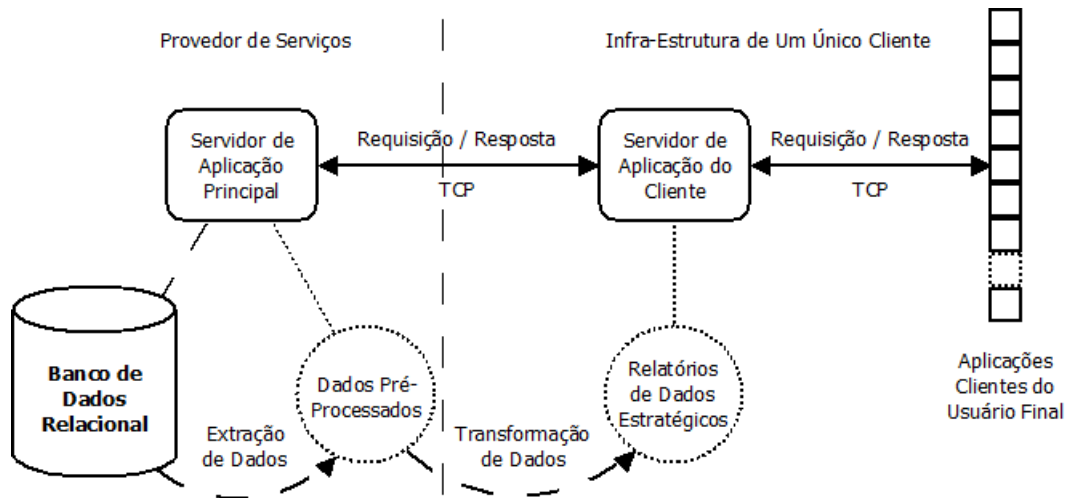 Provedor de Serviços
Infra-Estrutura de Um Único Cliente
Servidor de
Aplicação
Principal
Requisição / Resposta
TCP
Servidor de
Aplicação do
Cliente
Requisição / Resposta
TCP
Banco de
Dados
Relacional
Extração
de Dados
Dados Pré-
Processados
Transformação
de Dados
Relatórios
de Dados
Estratégicos
Aplicações
Clientes do
Usuário Final